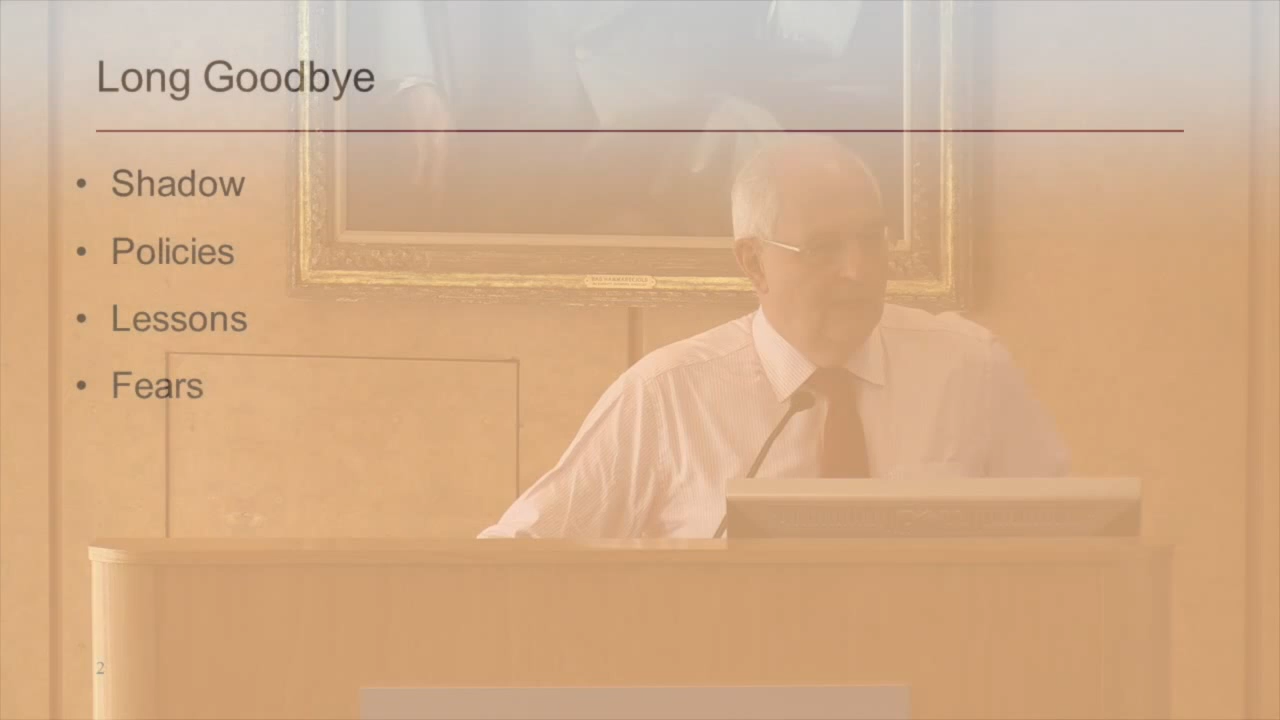 Long Goodbye
• Shadow
• Policies
• Lessons
• Fears
2